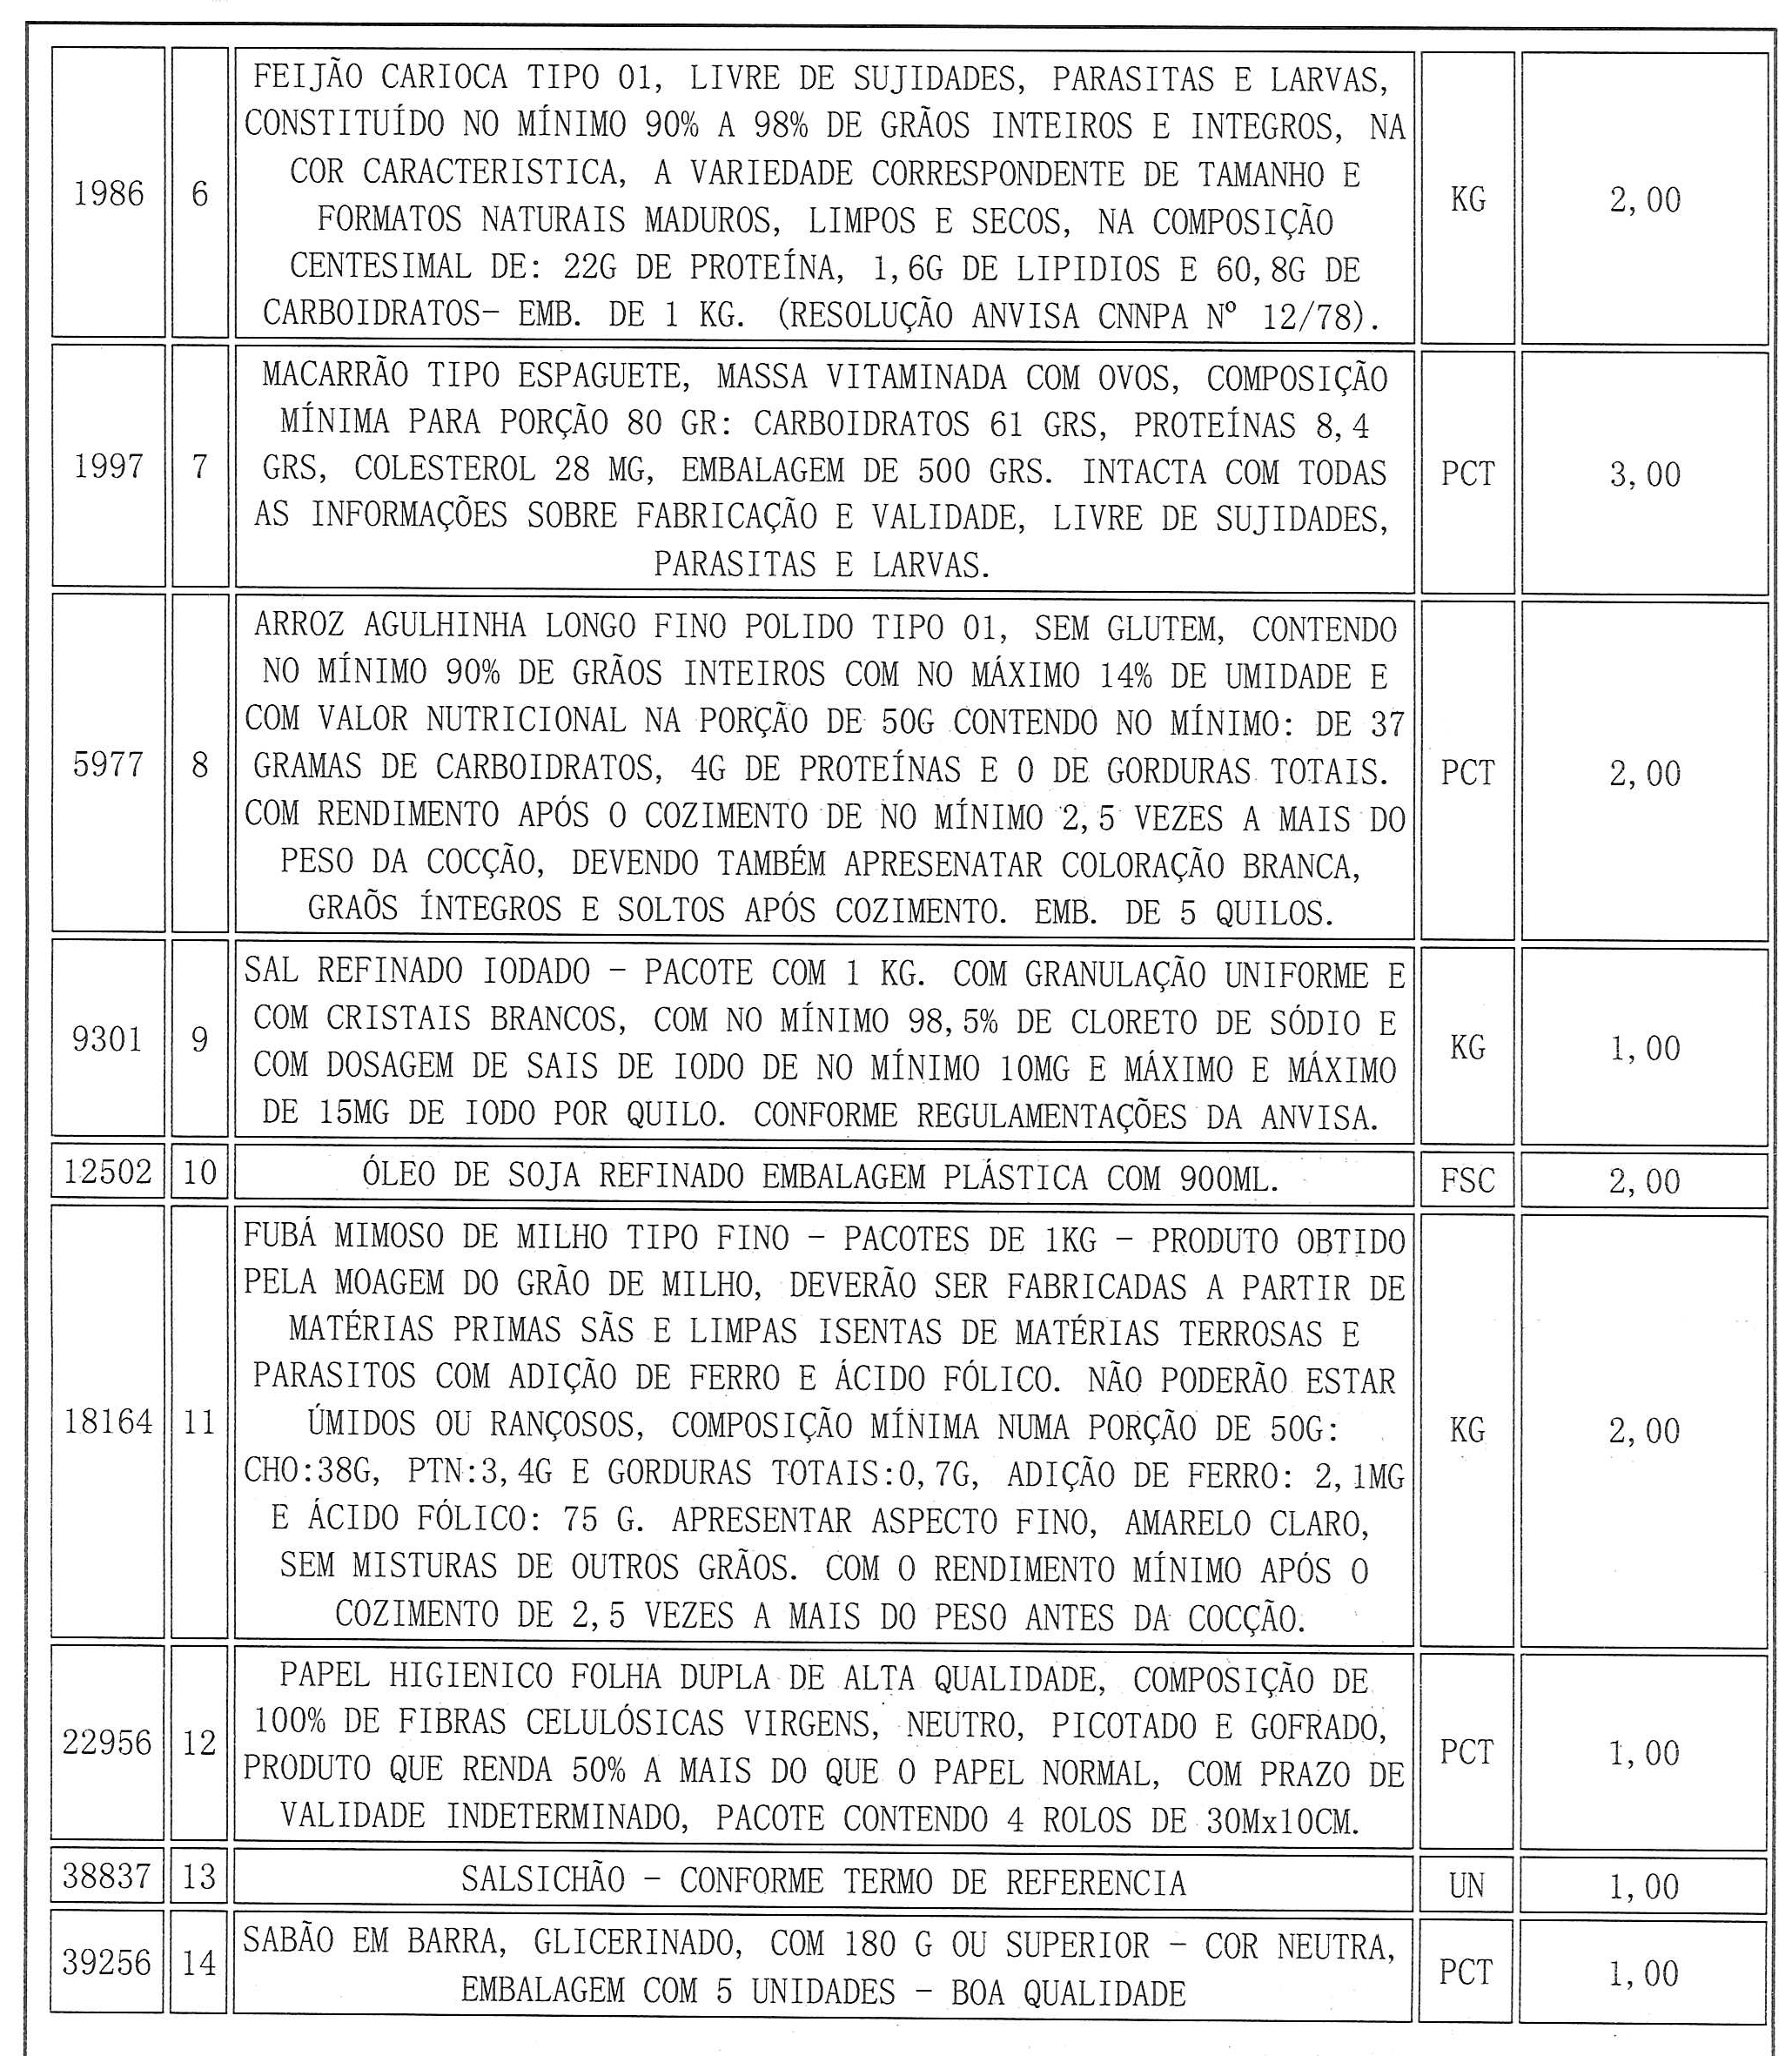 FEIJÃO CARIOCA TIPO 01, LIVRE DE SUJIDADES, PARASITAS E LARVAS,
CONSTITUÍDO NO MÍNIMO 90% A 98% DE GRÃOS INTEIROS E INTEGROS, NA
COR CARACTERISTICA, A VARIEDADE CORRESPONDENTE DE TAMANHO E
1986 6 FORMATOS NATURAIS MADUROS, LIMPOS E SECOS, NA COMPOSIÇÃO KG 2,00
CENTESIMAL DE: 22G DE PROTEÍNA, 1,6G DE LIPIDIOS E 60,8G DE
CARBOIDRATOS- EMB. DE 1 KG. (RESOLUÇÃO ANVISA CNNPA Nº 12/78).
MACARRÃO TIPO ESPAGUETE, MASSA VITAMINADA COM OVOS, COMPOSIÇÃO
MÍNIMA PARA PORÇÃO 80 GR: CARBOIDRATOS 61 GRS, PROTEÍNAS 8,4
1997 7 GRS, COLESTEROL 28 MG, EMBALAGEM DE 500 GRS. INTACTA COM TODAS PCT 3,00
AS INFORMAÇÕES SOBRE FABRICAÇÃO E VALIDADE, LIVRE DE SUJIDADES,
PARASITAS E LARVAS.
ARROZ AGULHINHA LONGO FINO POLIDO TIPO 01, SEM GLUTEM, CONTENDO
NO MÍNIMO 90% DE GRÃOS INTEIROS COM NO MÁXIMO 14% DE UMIDADE E
COM VALOR NUTRICIONAL NA PORÇÃO DE 50G CONTENDO NO MÍNIMO: DE 37
5977 8 GRAMAS DE CARBOIDRATOS, 4G DE PROTEÍNAS E 0 DE GORDURAS TOTAIS. PCT 2,00
COM RENDIMENTO APÓS O COZIMENTO DE NO MÍNIMO 2,5 VEZES A MAIS DO
PESO DA COCÇÃO, DEVENDO TAMBÉM APRESENATAR COLORAÇÃO BRANCA,
GRAÕS ÍNTEGROS E SOLTOS APÓS COZIMENTO. EMB. DE 5 QUILOS.
SAL REFINADO IODADO - PACOTE COM 1 KG. COM GRANULAÇÃO UNIFORME E
COM CRISTAIS BRANCOS, COM NO MÍNIMO 98,5% DE CLORETO DE SÓDIO E
9301 9 COM DOSAGEM DE SAIS DE IODO DE NO MÍNIMO 10MG E MÁXIMO E MÁXIMO KG 1,00
DE 15MG DE IODO POR QUILO. CONFORME REGULAMENTAÇÕES DA ANVISA.
12502 10 ÓLEO DE SOJA REFINADO EMBALAGEM PLÁSTICA COM 900ML. FSC 2,00
FUBÁ MIMOSO DE MILHO TIPO FINO - PACOTES DE 1KG - PRODUTO OBTIDO
PELA MOAGEM DO GRÃO DE MILHO, DEVERÃO SER FABRICADAS A PARTIR DE
MATÉRIAS PRIMAS SÃS E LIMPAS ISENTAS DE MATÉRIAS TERROSAS E
PARASITOS COM ADIÇÃO DE FERRO E ÁCIDO FÓLICO. NÃO PODERÃO ESTAR
18164 11 ÚMIDOS OU RANÇOSOS, COMPOSIÇÃO MÍNIMA NUMA PORÇÃO DE 50G: KG 2,00
CHO:38G, PTN:3,4G E GORDURAS TOTAIS:0,7G, ADIÇÃO DE FERRO: 2,1MG
E ÁCIDO FÓLICO: 75 G. APRESENTAR ASPECTO FINO, AMARELO CLARO,
SEM MISTURAS DE OUTROS GRÃOS. COM O RENDIMENTO MÍNIMO APÓS O
COZIMENTO DE 2,5 VEZES A MAIS DO PESO ANTES DA COCÇÃO.
PAPEL HIGIENICO FOLHA DUPLA DE ALTA QUALIDADE, COMPOSIÇÃO DE
100% DE FIBRAS CELULÓSICAS VIRGENS, NEUTRO, PICOTADO E GOFRADO,
22956 12 PRODUTO QUE RENDA 50% A MAIS DO QUE O PAPEL NORMAL, COM PRAZO DE PCT 1,00
VALIDADE INDETERMINADO, PACOTE CONTENDO 4 ROLOS DE 30Mx10CM.
38837 13 SALSICHÃO - CONFORME TERMO DE REFERENCIA UN 1,00
SABÃO EM BARRA, GLICERINADO, COM 180 G OU SUPERIOR - COR NEUTRA,
39256 14 EMBALAGEM COM 5 UNIDADES - BOA QUALIDADE PCT 1,00